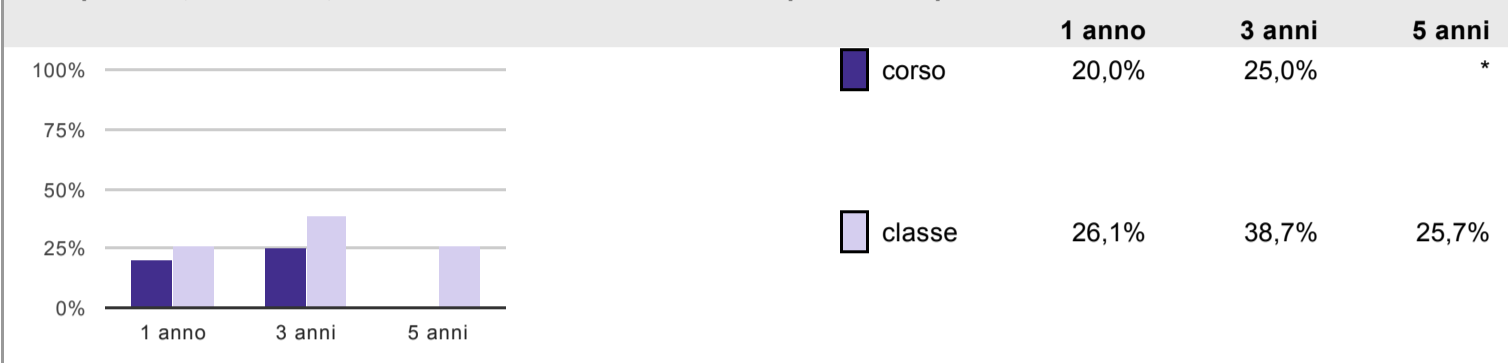 1 anno 3 anni 5 anni
100%
75%
50%
25%
0%
1 anno 3 anni 5 anni
corso 20,0% 25,0% *
classe 26,1% 38,7% 25,7%